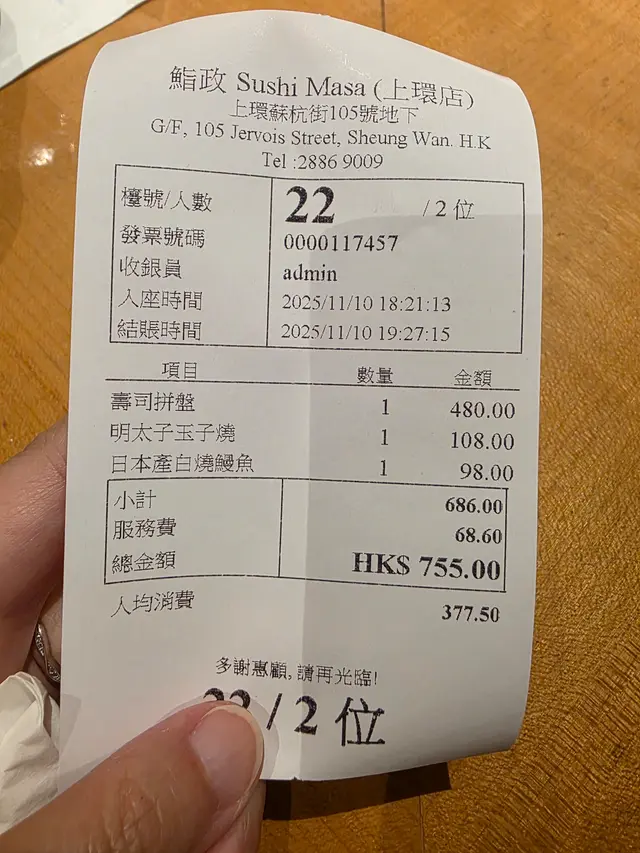 鮨政 Sushi Masa (上環店)
上環蘇杭街105號地下
G/F, 105 Jervois Street, Sheung Wan. H.K
Tel :2886 9009
檯號/人數 22 / 2 位
發票號碼 0000117457
收銀員 admin
入座時間 2025/11/10 18:21:13
結賬時間 2025/11/10 19:27:15
項目 數量 金額
壽司拼盤 1 480.00
明太子玉子燒 1 108.00
日本產白燒鰻魚 1 98.00
小計 686.00
服務費 68.60
總金額 HK$ 755.00
人均消費 377.50
多謝惠顧, 請再光臨!
22 / 2 位